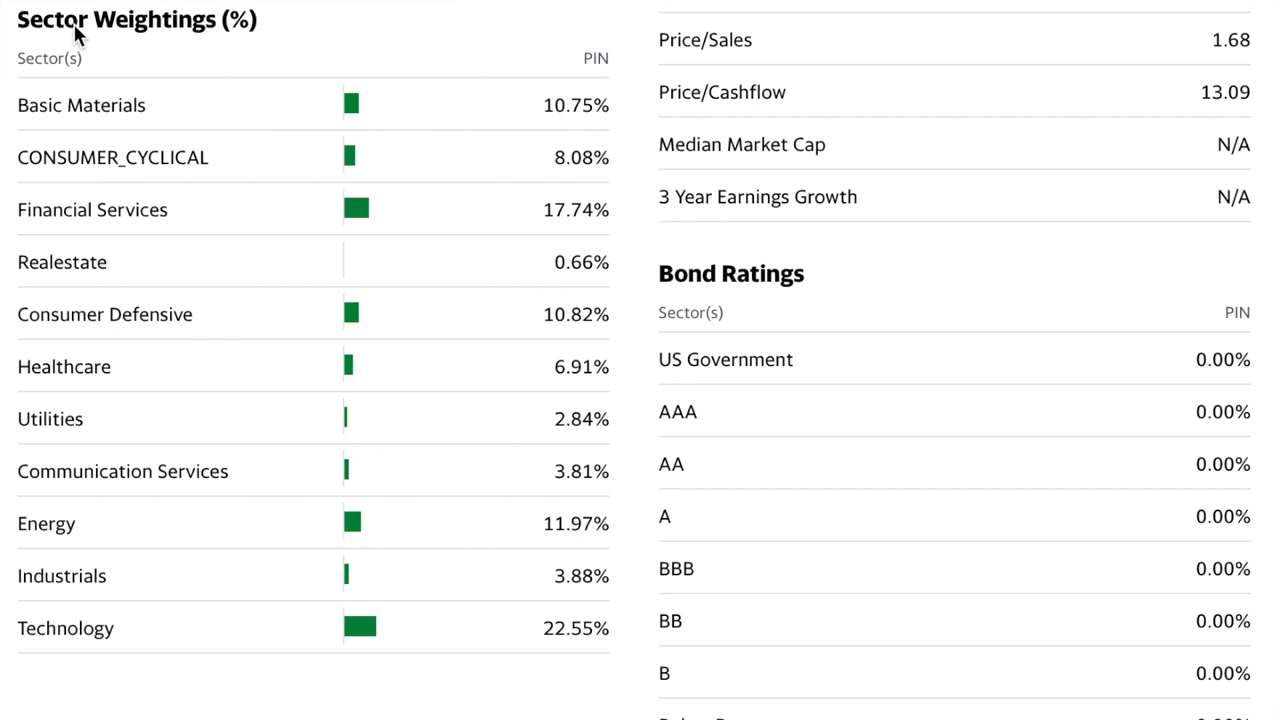 Sector Weightings (%)
Sector(s) PIN
Basic Materials 10.75%
CONSUMER_CYCLICAL 8.08%
Financial Services 17.74%
Realestate 0.66%
Consumer Defensive 10.82%
Healthcare 6.91%
Utilities 2.84%
Communication Services 3.81%
Energy 11.97%
Industrials 3.88%
Technology 22.55%
Price/Sales 1.68
Price/Cashflow 13.09
Median Market Cap N/A
3 Year Earnings Growth N/A
Bond Ratings
Sector(s) PIN
US Government 0.00%
AAA 0.00%
AA 0.00%
A 0.00%
BBB 0.00%
BB 0.00%
B 0.00%